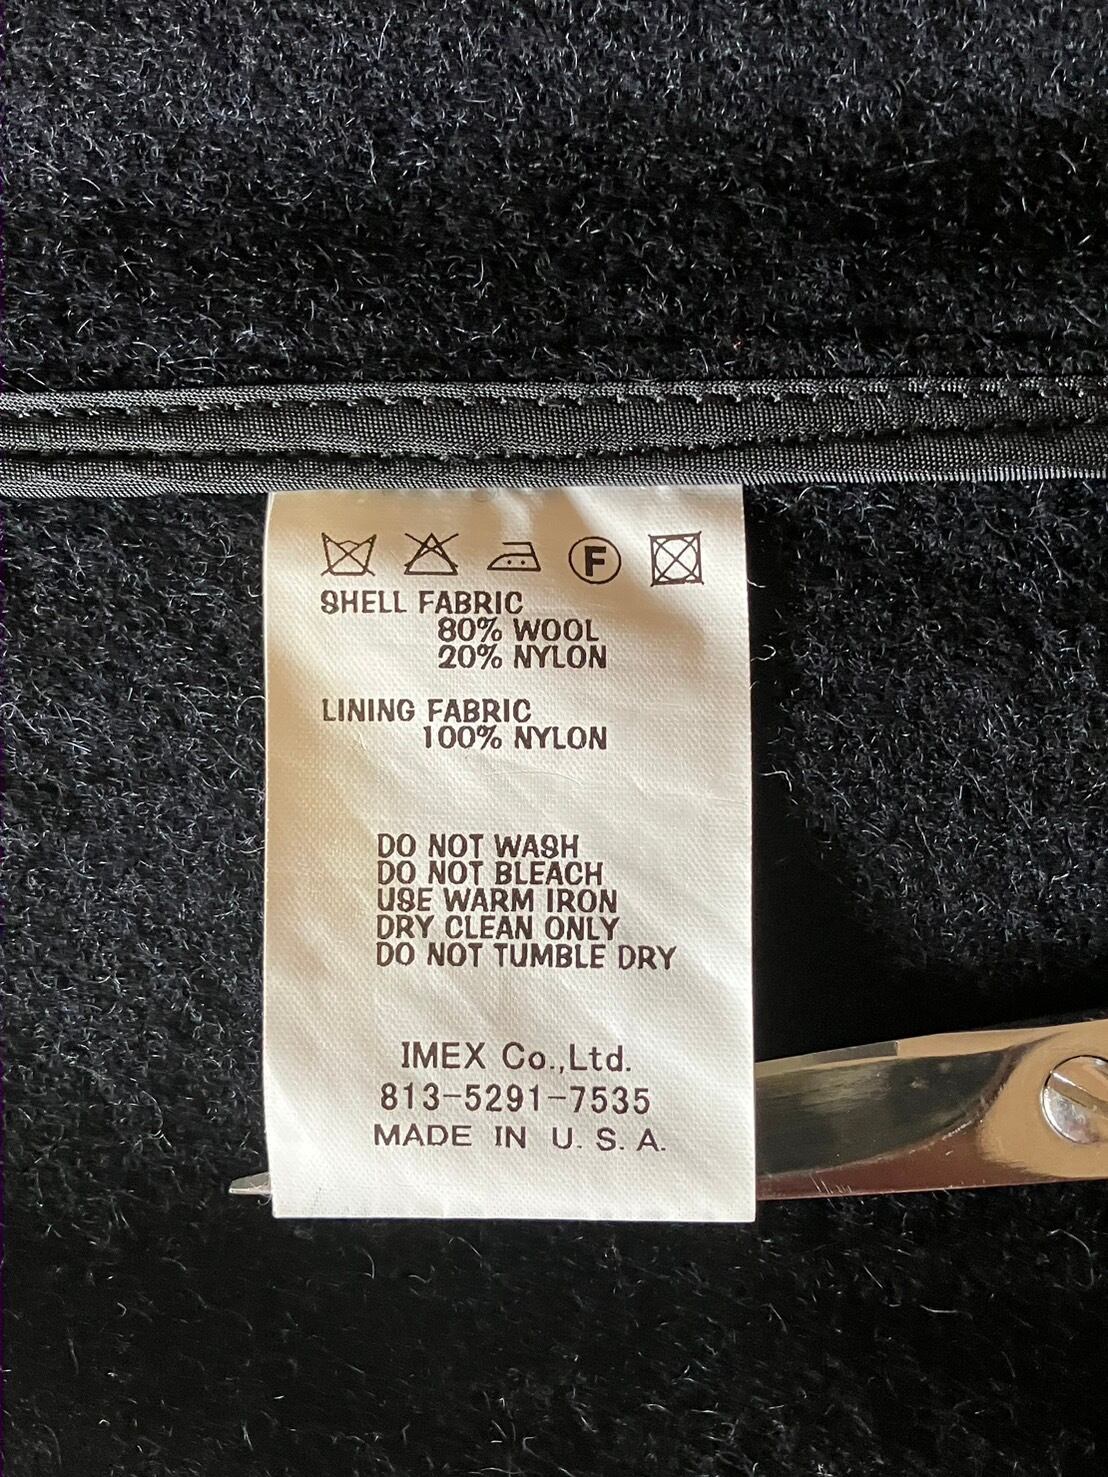 F
SHELL FABRIC
80% WOOL
20% NYLON
LINING FABRIC
100% NYLON
DO NOT WASH
DO NOT BLEACH
USE WARM IRON
DRY CLEAN ONLY
DO NOT TUMBLE DRY
IMEX Co.,Ltd.
813-5291-7535
MADE IN U.S.A.